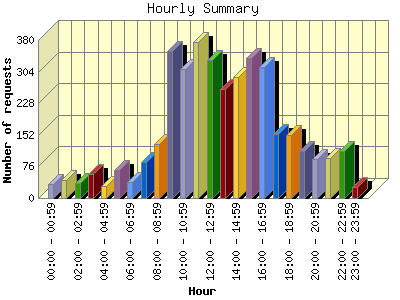 Hourly Summary
380
304
228
152
76
0
Number of requests
00:00 - 00:59
02:00 - 02:59
04:00 - 04:59
06:00 - 06:59
08:00 - 08:59
10:00 - 10:59
12:00 - 12:59
14:00 - 14:59
16:00 - 16:59
18:00 - 18:59
20:00 - 20:59
22:00 - 22:59
23:00 - 23:59
Hour